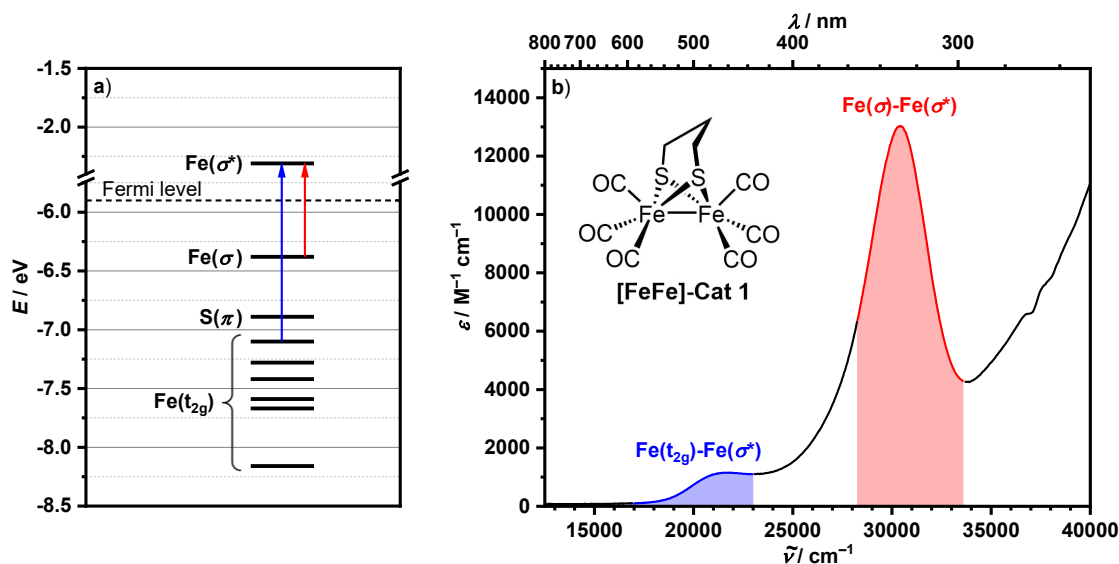 a)
E / eV
-1.5
-2.0
-6.0
-6.5
-7.0
-7.5
-8.0
-8.5
Fe(σ*)
Fermi level
Fe(σ)
S(π)
Fe(t2g)
b)
λ / nm
800 700 600 500 400 300
ε / M−1 cm−1
14000
12000
10000
8000
6000
4000
2000
0
Fe(σ)-Fe(σ*)
S S
CO CO
Fe Fe
OC CO
OC CO
[FeFe]-Cat 1
Fe(t2g)-Fe(σ*)
15000 20000 25000 30000 35000 40000
ν̃ / cm−1